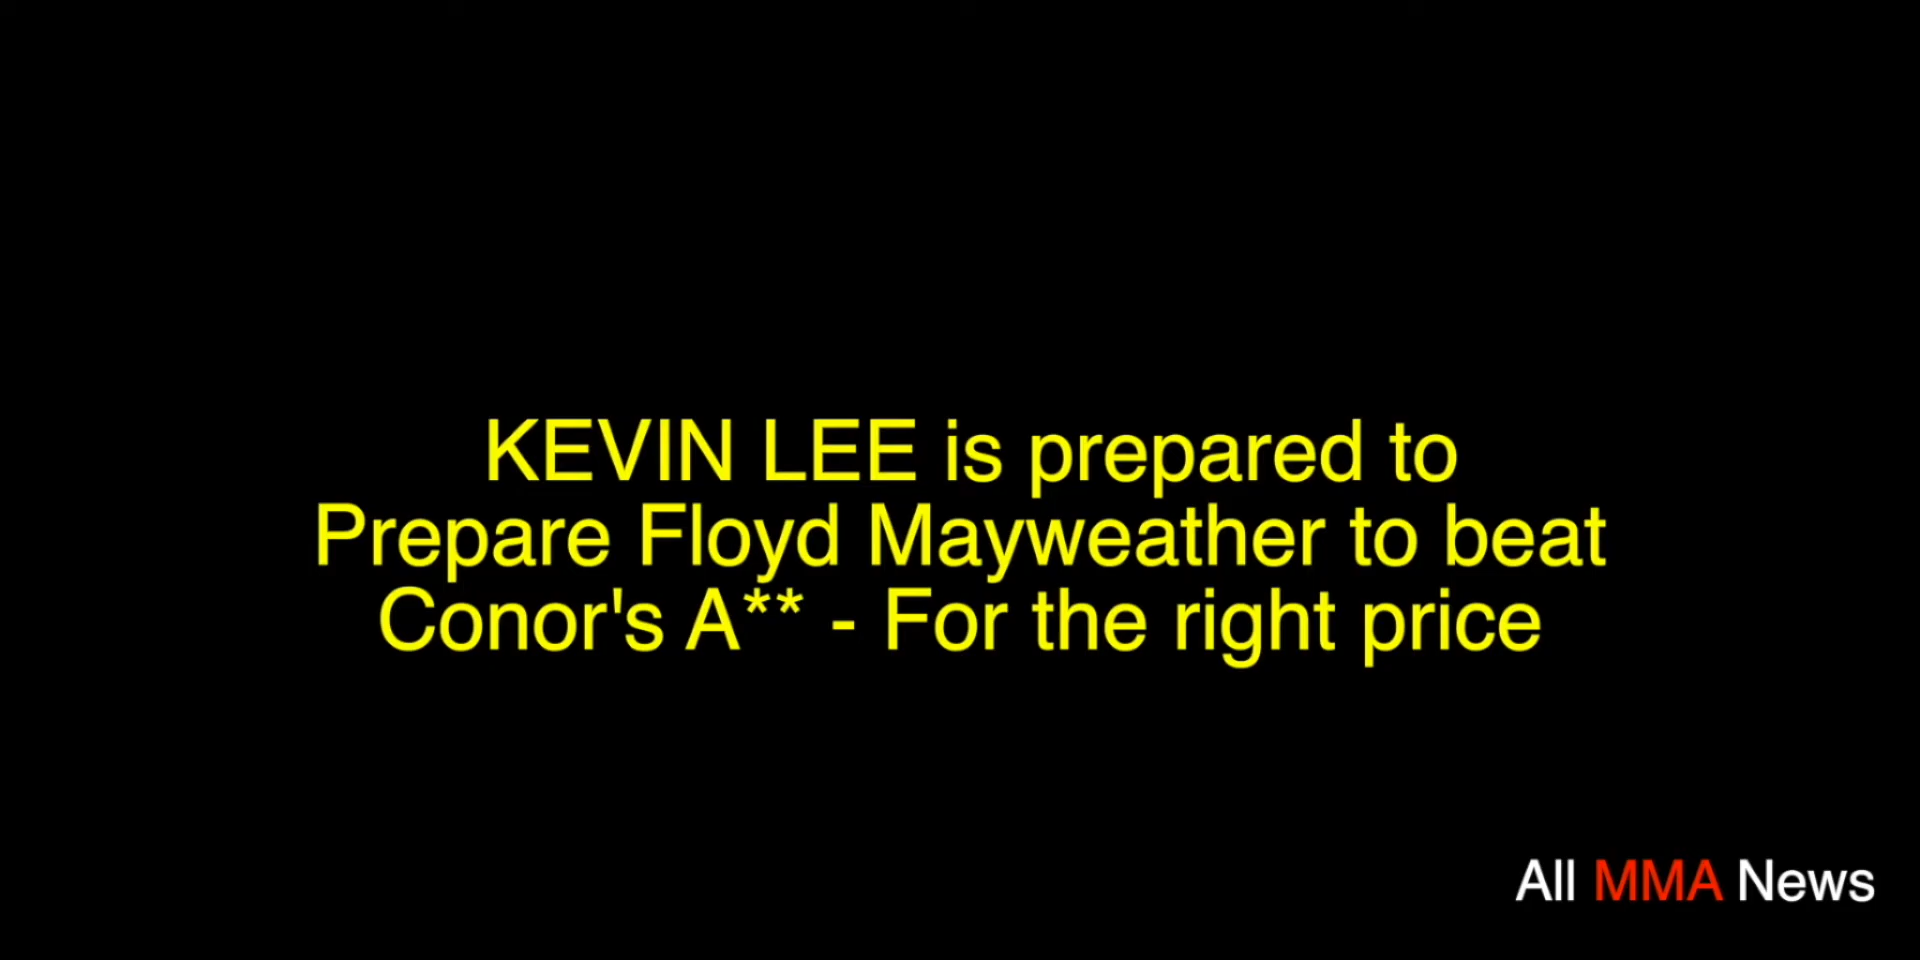 KEVIN LEE is prepared to
Prepare Floyd Mayweather to beat
Conor's A** - For the right price
All MMA News